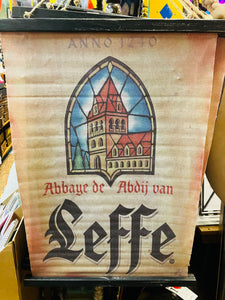 ANNO 1240
Abbaye de Abdij van
Leffe